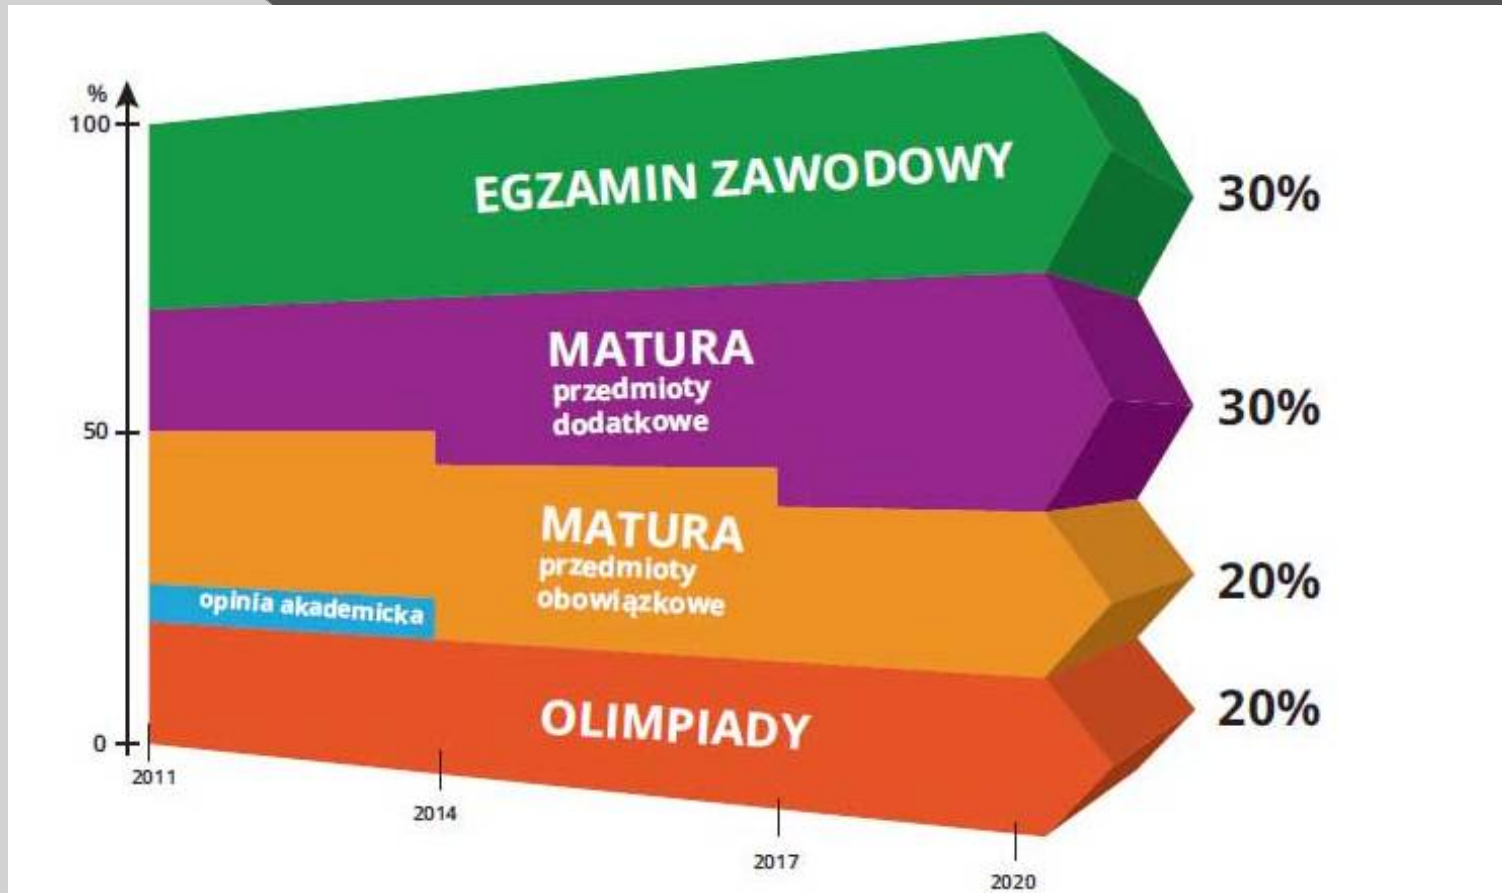 %
100
EGZAMIN ZAWODOWY
30%
MATURA
przedmioty
dodatkowe
30%
50
MATURA
przedmioty
obowiązkowe
20%
opinia akademicka
OLIMPIADY
20%
0
2011
2014
2017
2020